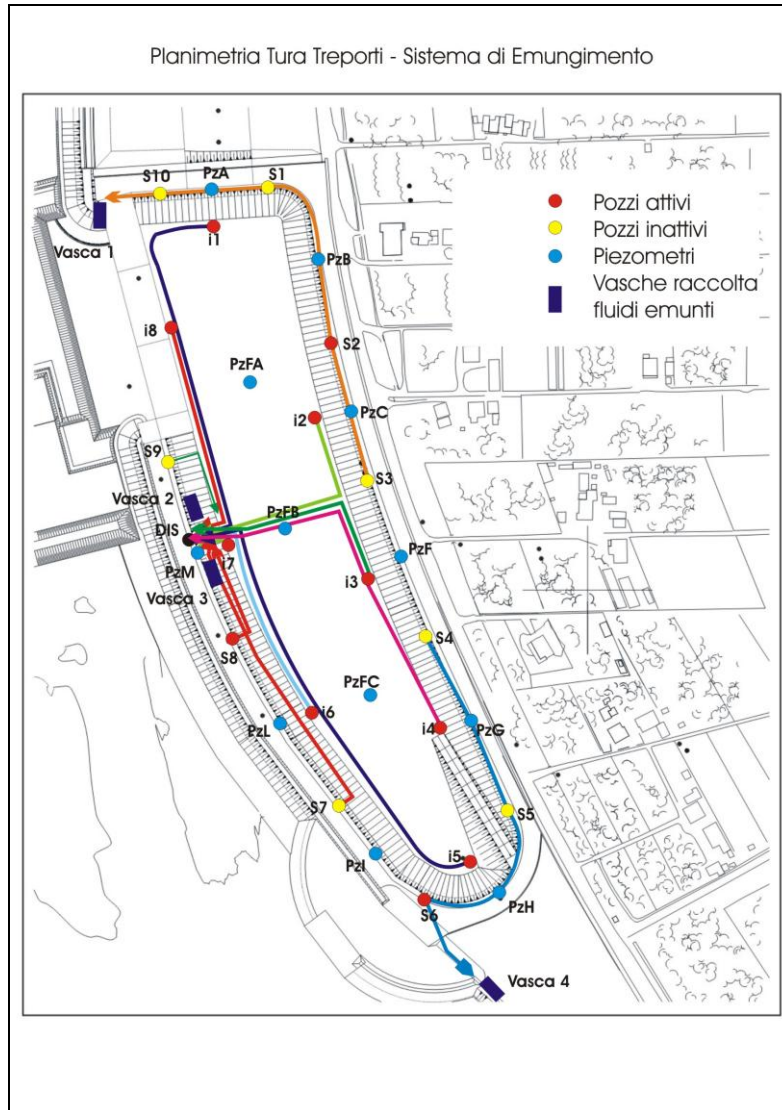 Planimetria Tura Treporti - Sistema di Emungimento
S10
PzA
S1
Pozzi attivi
Pozzi inattivi
Piezometri
Vasche raccolta
fluidi emunti
Vasca 1
i1
PzB
i8
S2
PzFA
i2
PzC
S9
S3
Vasca 2
PzFB
DIS
i7
PzM
PzF
Vasca 3
i3
S8
S4
PzFC
i6
PzL
i4
PzG
S7
S5
PzI
i5
S6
PzH
Vasca 4